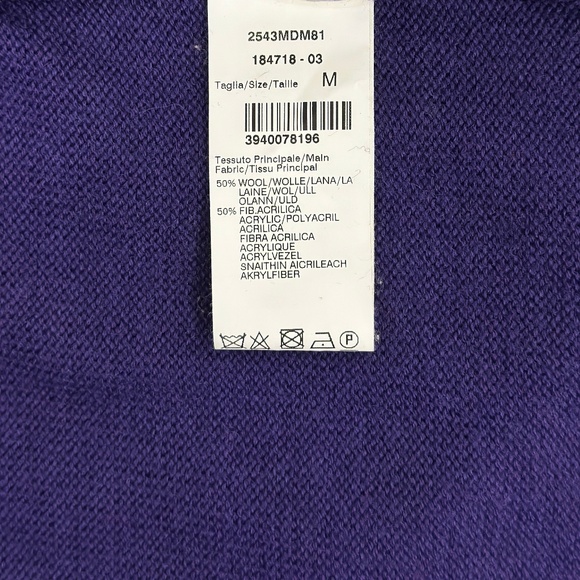 2543MDM81
184718 - 03
Taglia/Size/Taille M
3940078196
Tessuto Principale/Main
Fabric/Tissu Principal
50% WOOL/WOLLE/LANA/LA
LAINE/WOL/ULL
OLANN/ULD
50% FIB.ACRILICA
ACRYLIC/POLYACRIL
ACRILICA
FIBRA ACRILICA
ACRYLIQUE
ACRYLVEZEL
SNAITHIN AICRILEACH
AKRYLFIBER
P